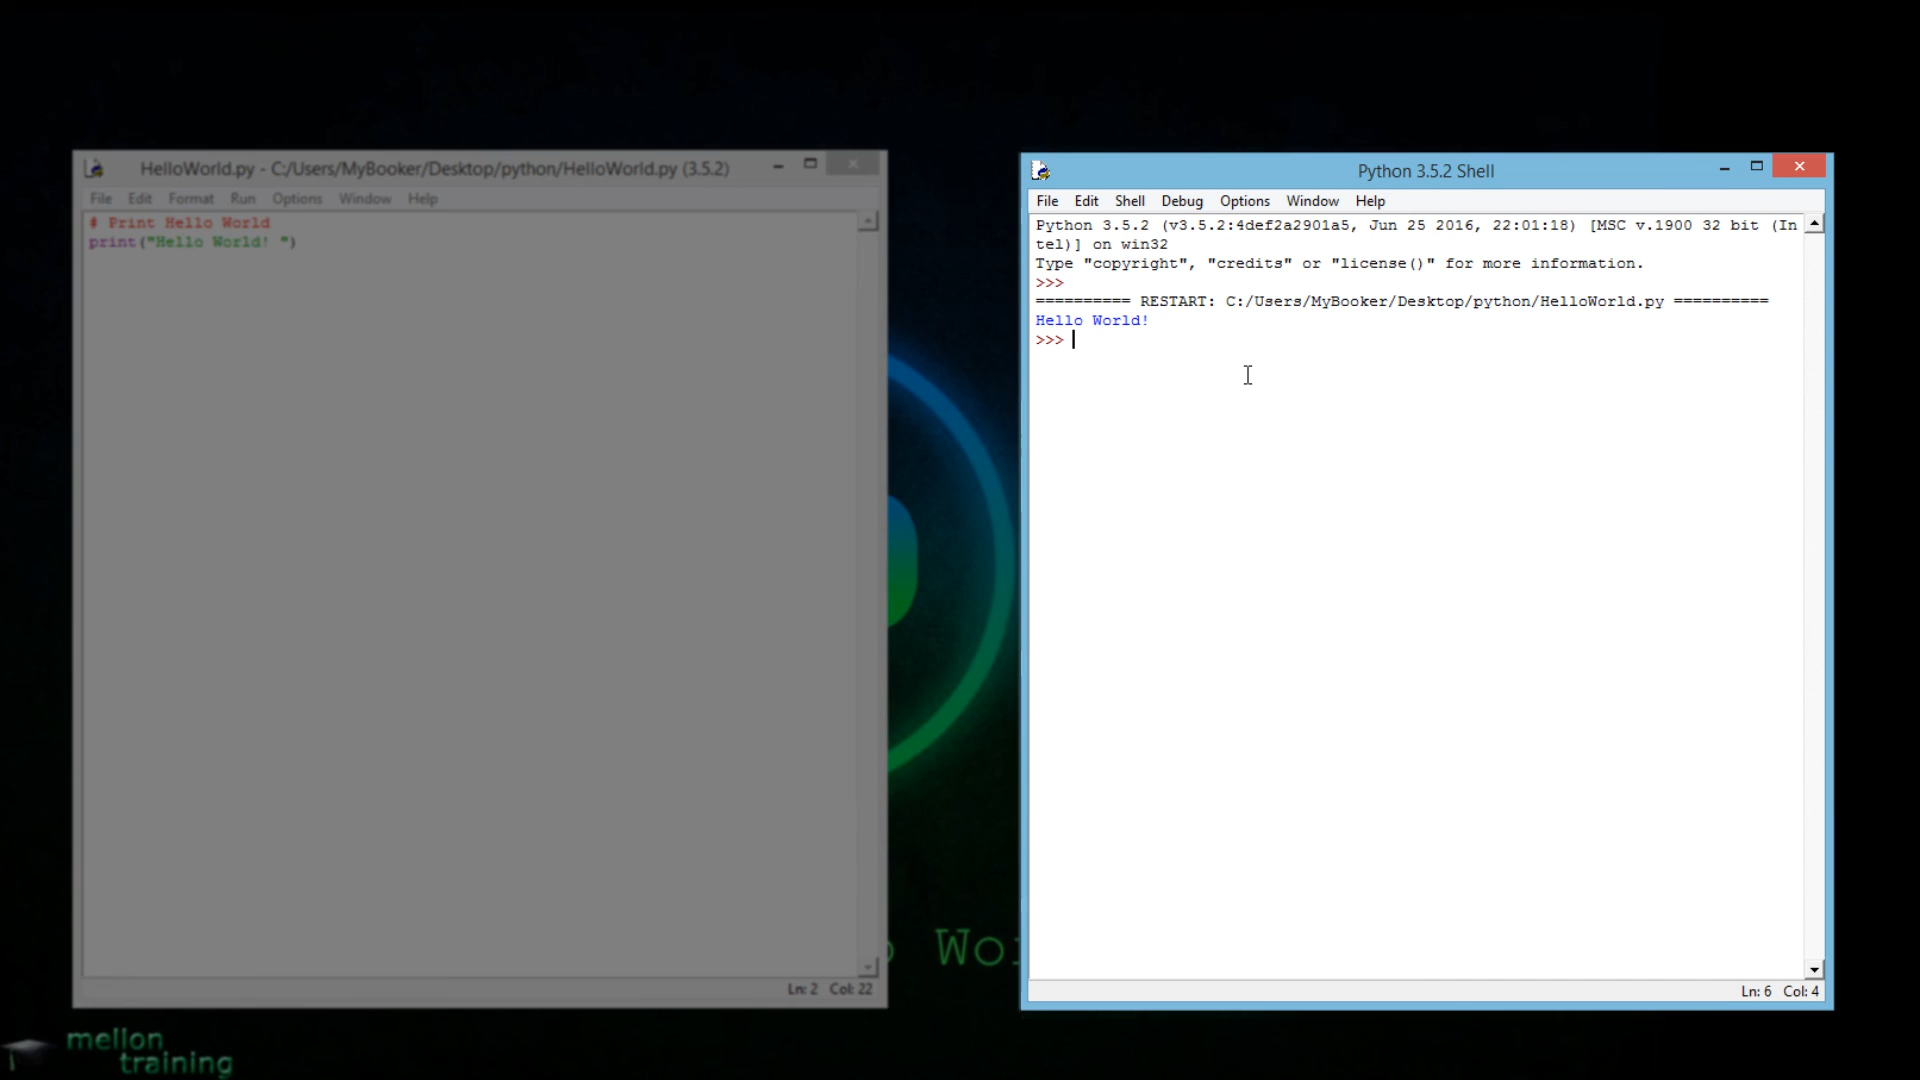 HelloWorld.py - C:/Users/MyBooker/Desktop/python/HelloWorld.py (3.5.2)
File Edit Format Run Options Window Help
# Print Hello World
print("Hello World! ")
Ln: 2 Col: 22
Python 3.5.2 Shell
File Edit Shell Debug Options Window Help
Python 3.5.2 (v3.5.2:4def2a2901a5, Jun 25 2016, 22:01:18) [MSC v.1900 32 bit (In
tel)] on win32
Type "copyright", "credits" or "license()" for more information.
>>>
========== RESTART: C:/Users/MyBooker/Desktop/python/HelloWorld.py ==========
Hello World!
>>>
Ln: 6 Col: 4
mellon
training